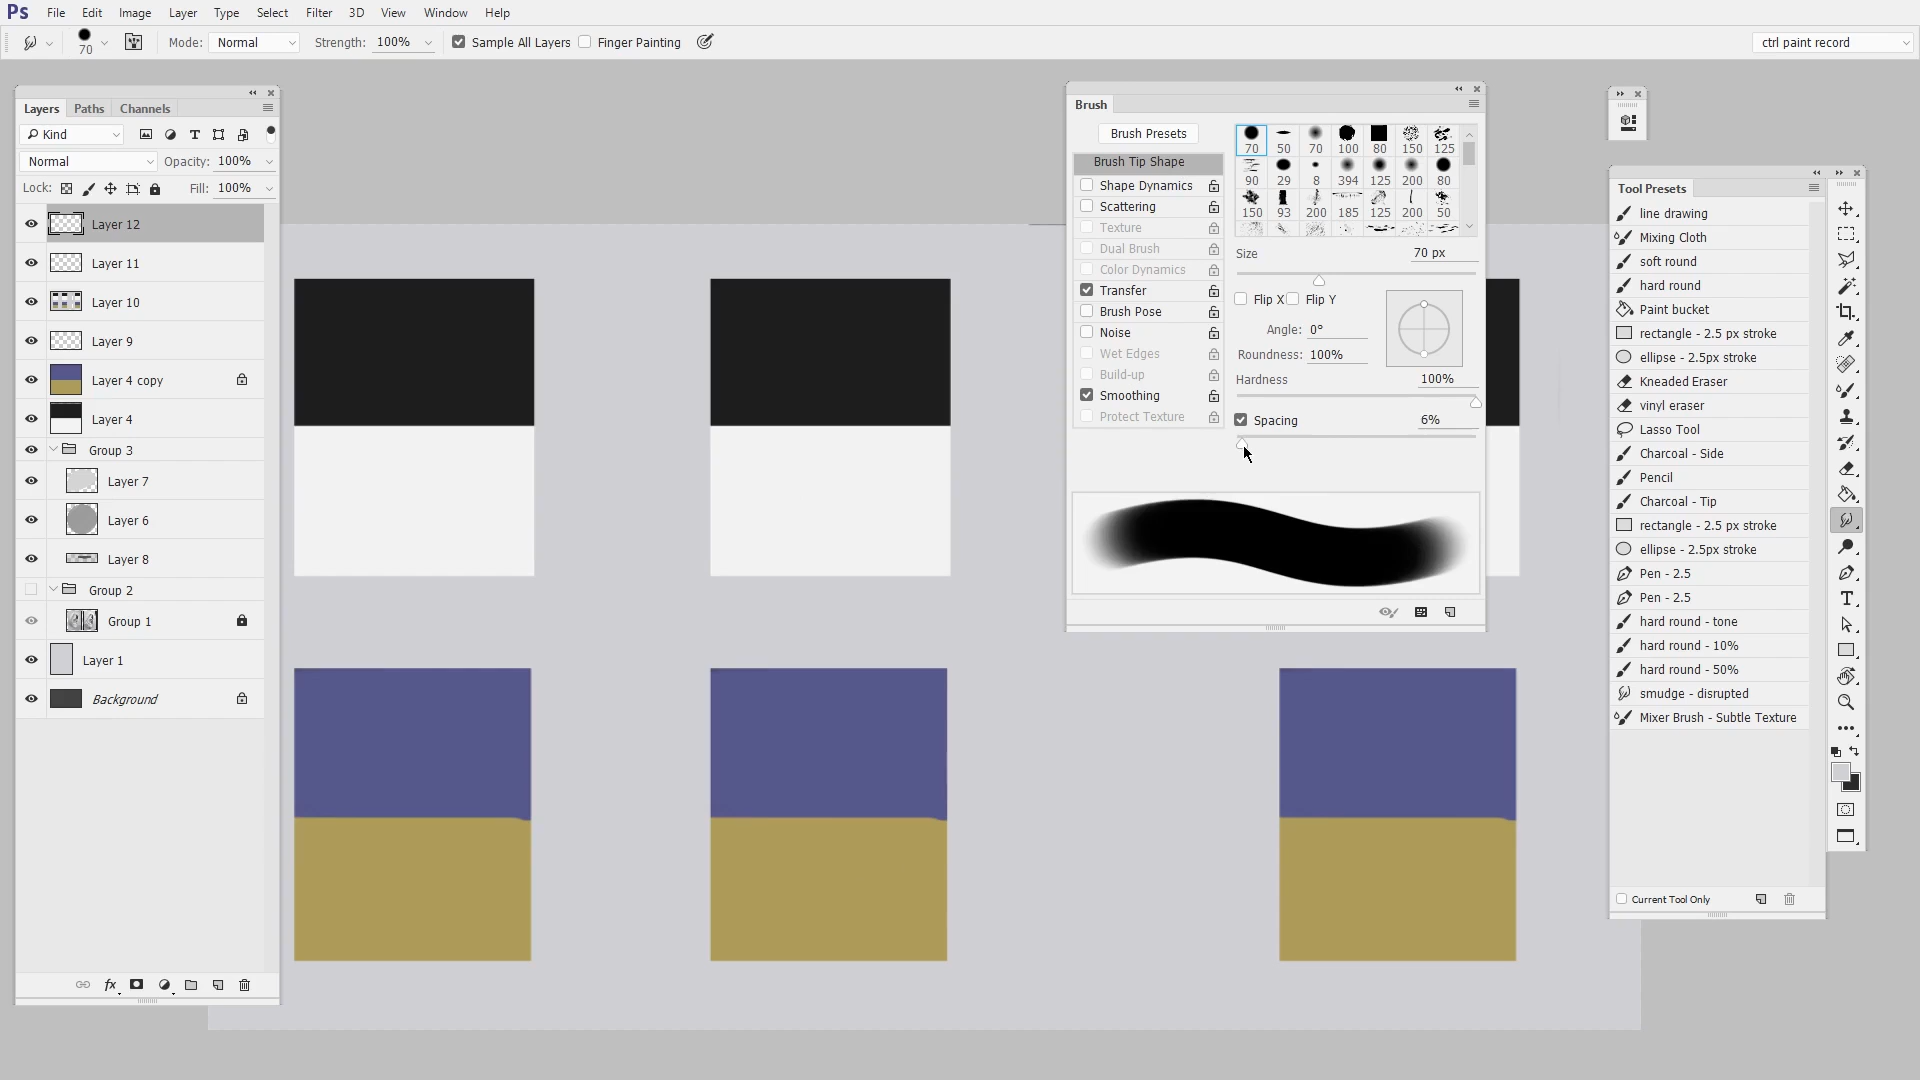 Ps File Edit Image Layer Type Select Filter 3D View Window Help
70 Mode: Normal Strength: 100% Sample All Layers Finger Painting ctrl paint record
Layers Paths Channels
Kind
Normal Opacity: 100%
Lock: Fill: 100%
Layer 12
Layer 11
Layer 10
Layer 9
Layer 4 copy
Layer 4
Group 3
Layer 7
Layer 6
Layer 8
Group 2
Group 1
Layer 1
Background
fx
Brush
Brush Presets
Brush Tip Shape
Shape Dynamics
Scattering
Texture
Dual Brush
Color Dynamics
Transfer
Brush Pose
Noise
Wet Edges
Build-up
Smoothing
Protect Texture
70 50 70 100 80 150 125
90 29 8 394 125 200 80
150 93 200 185 125 200 50
Size 70 px
Flip X Flip Y
Angle: 0°
Roundness: 100%
Hardness 100%
Spacing 6%
Tool Presets
line drawing
Mixing Cloth
soft round
hard round
Paint bucket
rectangle - 2.5 px stroke
ellipse - 2.5px stroke
Kneaded Eraser
vinyl eraser
Lasso Tool
Charcoal - Side
Pencil
Charcoal - Tip
rectangle - 2.5 px stroke
ellipse - 2.5px stroke
Pen - 2.5
Pen - 2.5
hard round - tone
hard round - 10%
hard round - 50%
smudge - disrupted
Mixer Brush - Subtle Texture
Current Tool Only